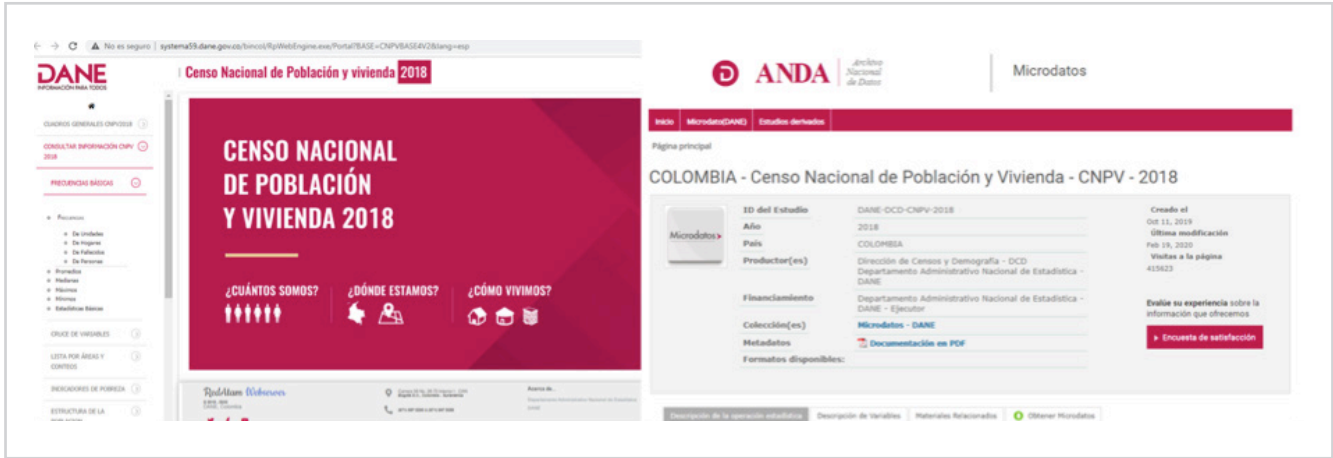 No es seguro | systema59.dane.gov.co/bincol/RpWebEngine.exe/Portal?BASE=CNPVBASE4V2&lang=esp
DANE
INFORMACIÓN PARA TODOS
Censo Nacional de Población y vivienda 2018
CUADROS GENERALES CNPV2018
CONSULTAR INFORMACIÓN CNPV
2018
FRECUENCIAS BÁSICAS
De Unidades
De Hogares
De Fallecidos
De Personas
Promedios
Medianas
Máximos
Mínimos
Estadísticas Básicas
CRUCE DE VARIABLES
LISTA POR ÁREAS Y
CONTEOS
INDICADORES DE POBREZA
ESTRUCTURA DE LA
POBLACIÓN
CENSO NACIONAL
DE POBLACIÓN
Y VIVIENDA 2018
¿CUÁNTOS SOMOS?
¿DÓNDE ESTAMOS?
¿CÓMO VIVIMOS?
Acerca de...
ANDA
Archivo
Nacional
de Datos
Microdatos
Inicio
Microdato(DANE)
Estudios derivados
Página principal
COLOMBIA - Censo Nacional de Población y Vivienda - CNPV - 2018
Microdatos
ID del Estudio DANE-DCD-CNPV-2018
Año 2018
País COLOMBIA
Productor(es) Dirección de Censos y Demografía - DCD
Departamento Administrativo Nacional de Estadística -
DANE
Financiamiento Departamento Administrativo Nacional de Estadística -
DANE - Ejecutor
Colección(es) Microdatos - DANE
Metadatos Documentación en PDF
Formatos disponibles:
Creado el
Oct 11, 2019
Última modificación
Feb 19, 2020
Visitas a la página
415623
Evalúe su experiencia sobre la
información que ofrecemos
Encuesta de satisfacción
Descripción de la operación estadística
Descripción de Variables
Materiales Relacionados
Obtener Microdatos